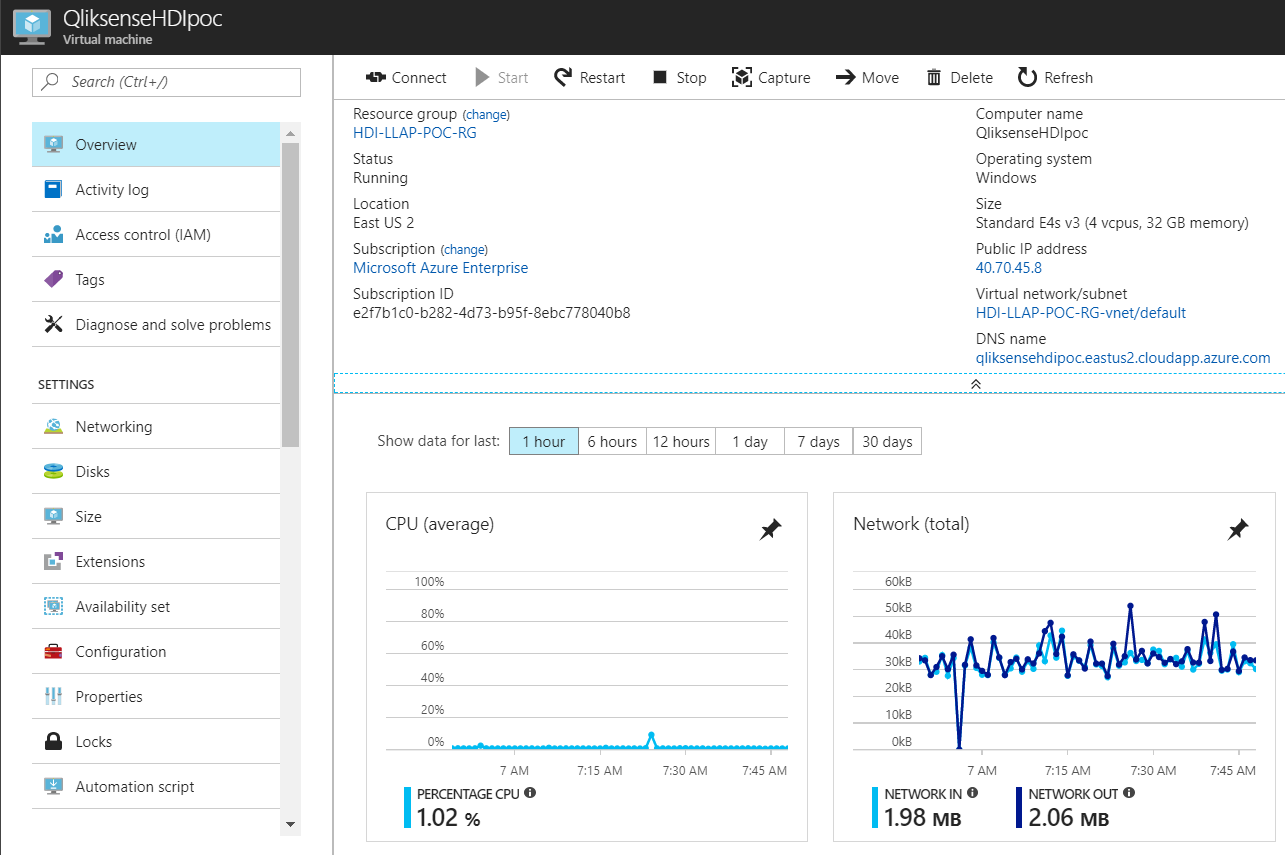 QliksenseHDIpoc
Virtual machine
Search (Ctrl+/)
Overview
Activity log
Access control (IAM)
Tags
Diagnose and solve problems
SETTINGS
Networking
Disks
Size
Extensions
Availability set
Configuration
Properties
Locks
Automation script
Connect Start Restart Stop Capture Move Delete Refresh
Resource group (change)
HDI-LLAP-POC-RG
Status
Running
Location
East US 2
Subscription (change)
Microsoft Azure Enterprise
Subscription ID
e2f7b1c0-b282-4d73-b95f-8ebc778040b8
Computer name
QliksenseHDIpoc
Operating system
Windows
Size
Standard E4s v3 (4 vcpus, 32 GB memory)
Public IP address
40.70.45.8
Virtual network/subnet
HDI-LLAP-POC-RG-vnet/default
DNS name
qliksensehdipoc.eastus2.cloudapp.azure.com
Show data for last: 1 hour 6 hours 12 hours 1 day 7 days 30 days
CPU (average)
100%
80%
60%
40%
20%
0%
7 AM 7:15 AM 7:30 AM 7:45 AM
PERCENTAGE CPU
1.02 %
Network (total)
60kB
50kB
40kB
30kB
20kB
10kB
0kB
7 AM 7:15 AM 7:30 AM 7:45 AM
NETWORK IN
1.98 MB
NETWORK OUT
2.06 MB